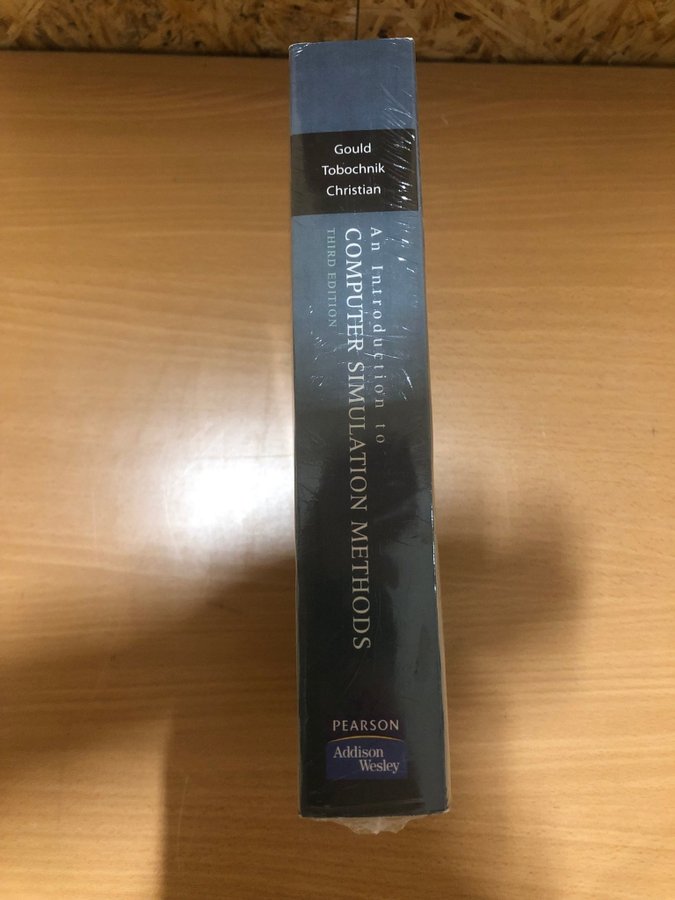 Gould
Tobochnik
Christian
An Introduction to
COMPUTER SIMULATION METHODS
THIRD EDITION
PEARSON
Addison
Wesley